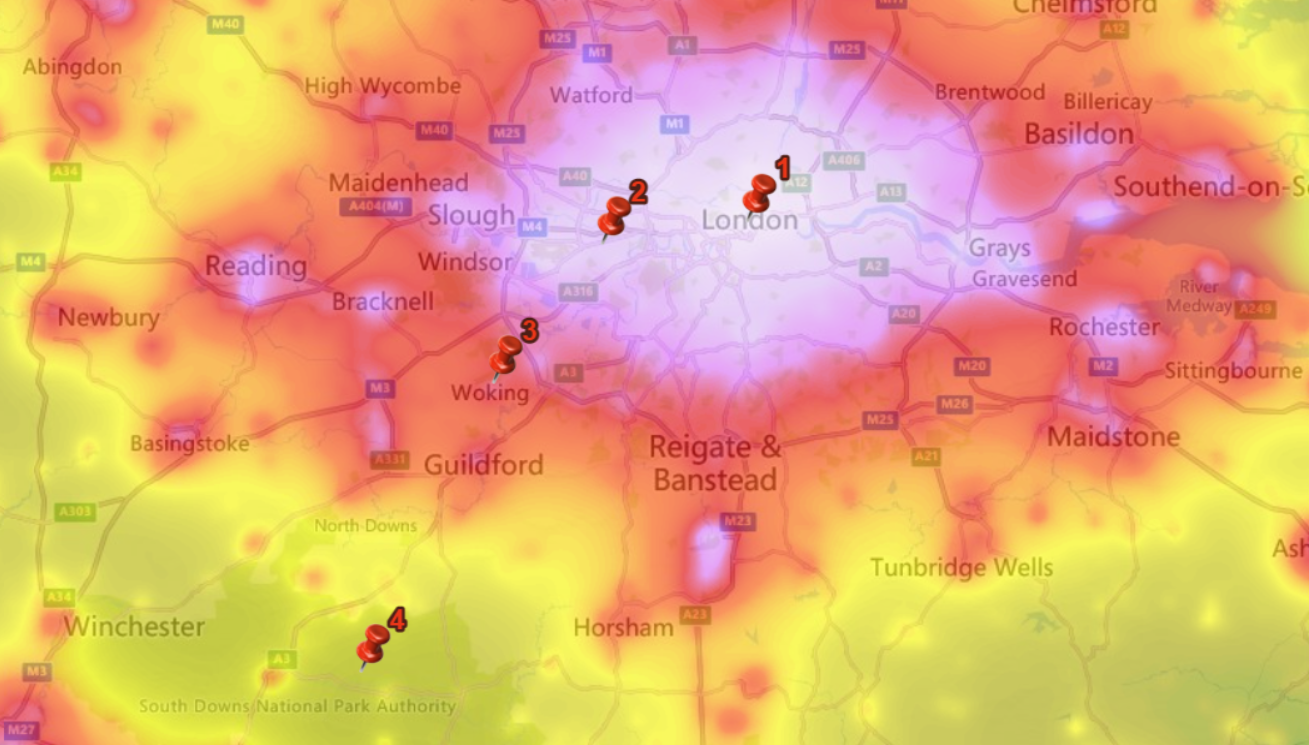 Chelmsford
M40
M11
M25
M1
A1
M25
A12
Abingdon
High Wycombe
Watford
Brentwood
Billericay
M40
M25
M1
Basildon
A34
Maidenhead
A40
2
1
A12
A406
A13
Southend-on-S
A404(M)
Slough
M4
London
M4
Reading
Windsor
A2
Grays
Gravesend
Newbury
Bracknell
A316
A20
River
Medway
A249
Rochester
3
M3
Woking
A3
M20
M2
Sittingbourne
M26
Basingstoke
A331
Guildford
Reigate &
Banstead
M25
A21
Maidstone
A303
North Downs
M23
Ash
Tunbridge Wells
A34
Winchester
4
Horsham
A23
A3
M3
South Downs National Park Authority
M27